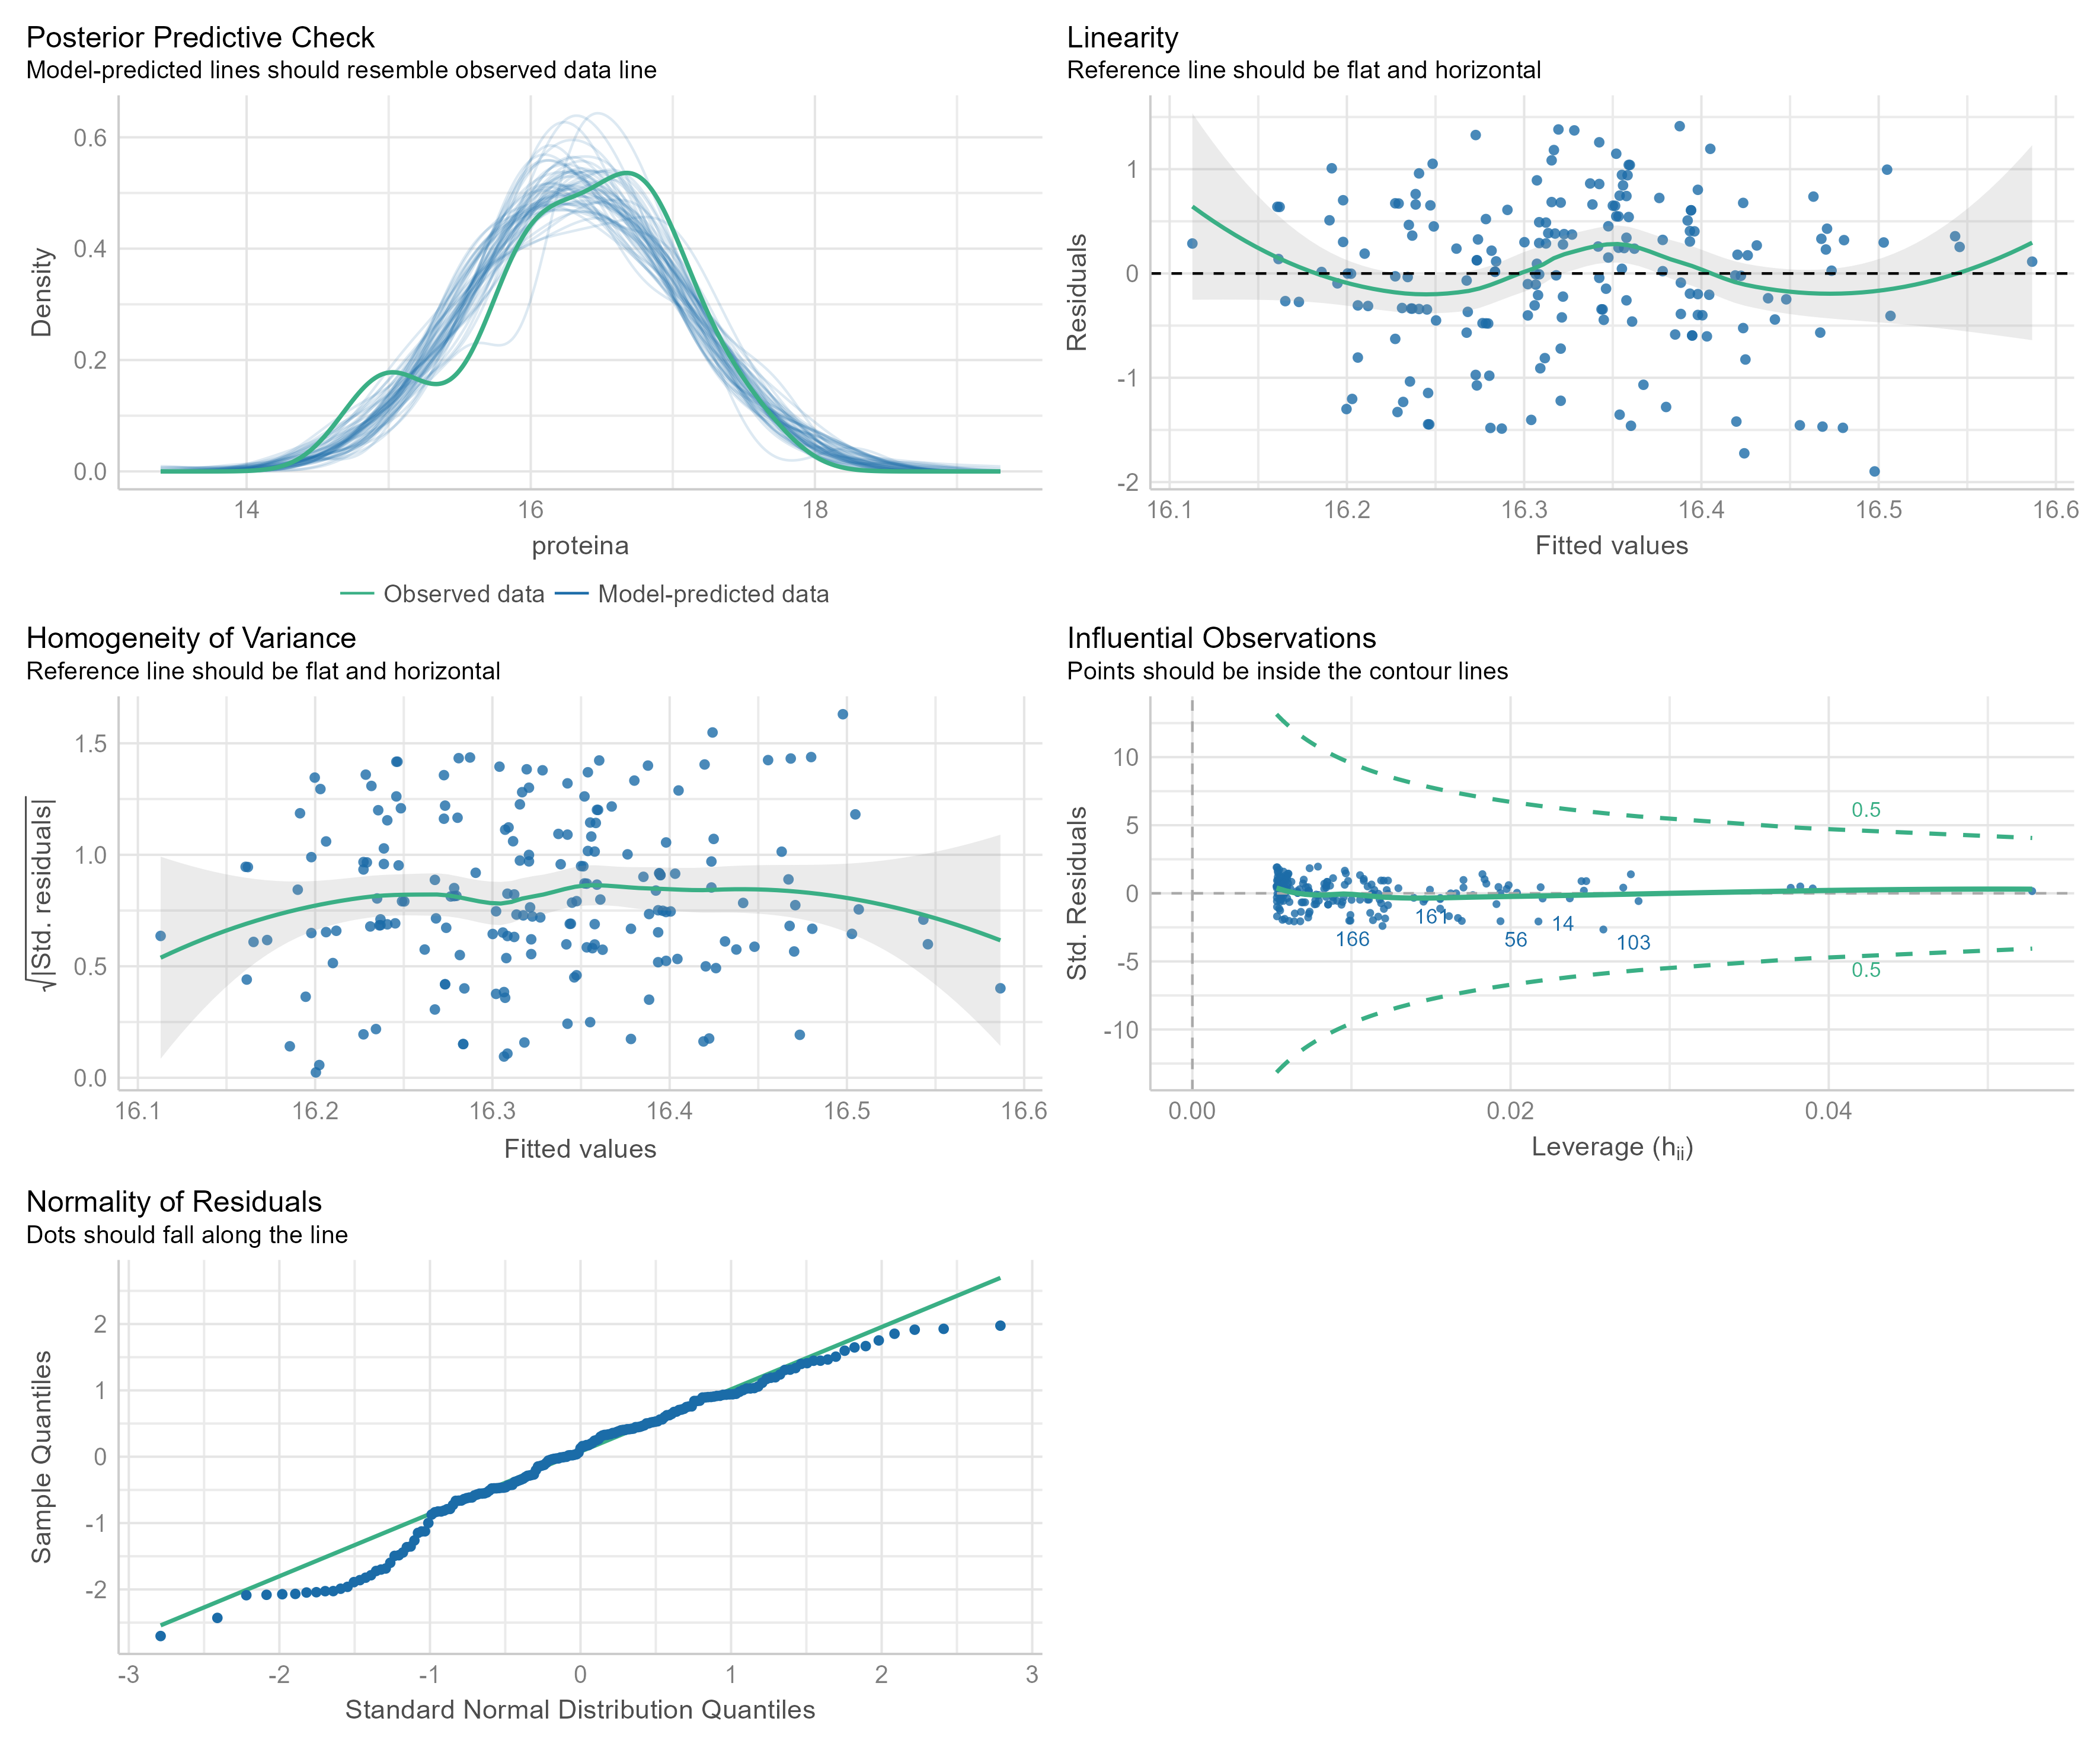 Posterior Predictive Check
Model-predicted lines should resemble observed data line
0.6
0.4
0.2
0.0
Density
14
16
18
proteina
Observed data
Model-predicted data
Linearity
Reference line should be flat and horizontal
1
0
-1
-2
Residuals
16.1
16.2
16.3
16.4
16.5
16.6
Fitted values
Homogeneity of Variance
Reference line should be flat and horizontal
1.5
1.0
0.5
0.0
√|Std. residuals|
16.1
16.2
16.3
16.4
16.5
16.6
Fitted values
Influential Observations
Points should be inside the contour lines
10
5
0
-5
-10
Std. Residuals
0.5
161
14
166
56
103
0.5
0.00
0.02
0.04
Leverage (hii)
Normality of Residuals
Dots should fall along the line
2
1
0
-1
-2
Sample Quantiles
-3
-2
-1
0
1
2
3
Standard Normal Distribution Quantiles